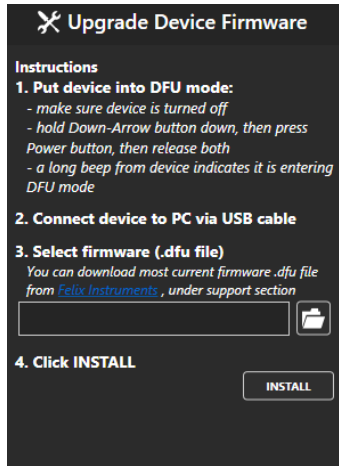 Upgrade Device Firmware
Instructions
1. Put device into DFU mode:
- make sure device is turned off
- hold Down-Arrow button down, then press
Power button, then release both
- a long beep from device indicates it is entering
DFU mode
2. Connect device to PC via USB cable
3. Select firmware (.dfu file)
You can download most current firmware .dfu file
from Felix Instruments , under support section
4. Click INSTALL
INSTALL